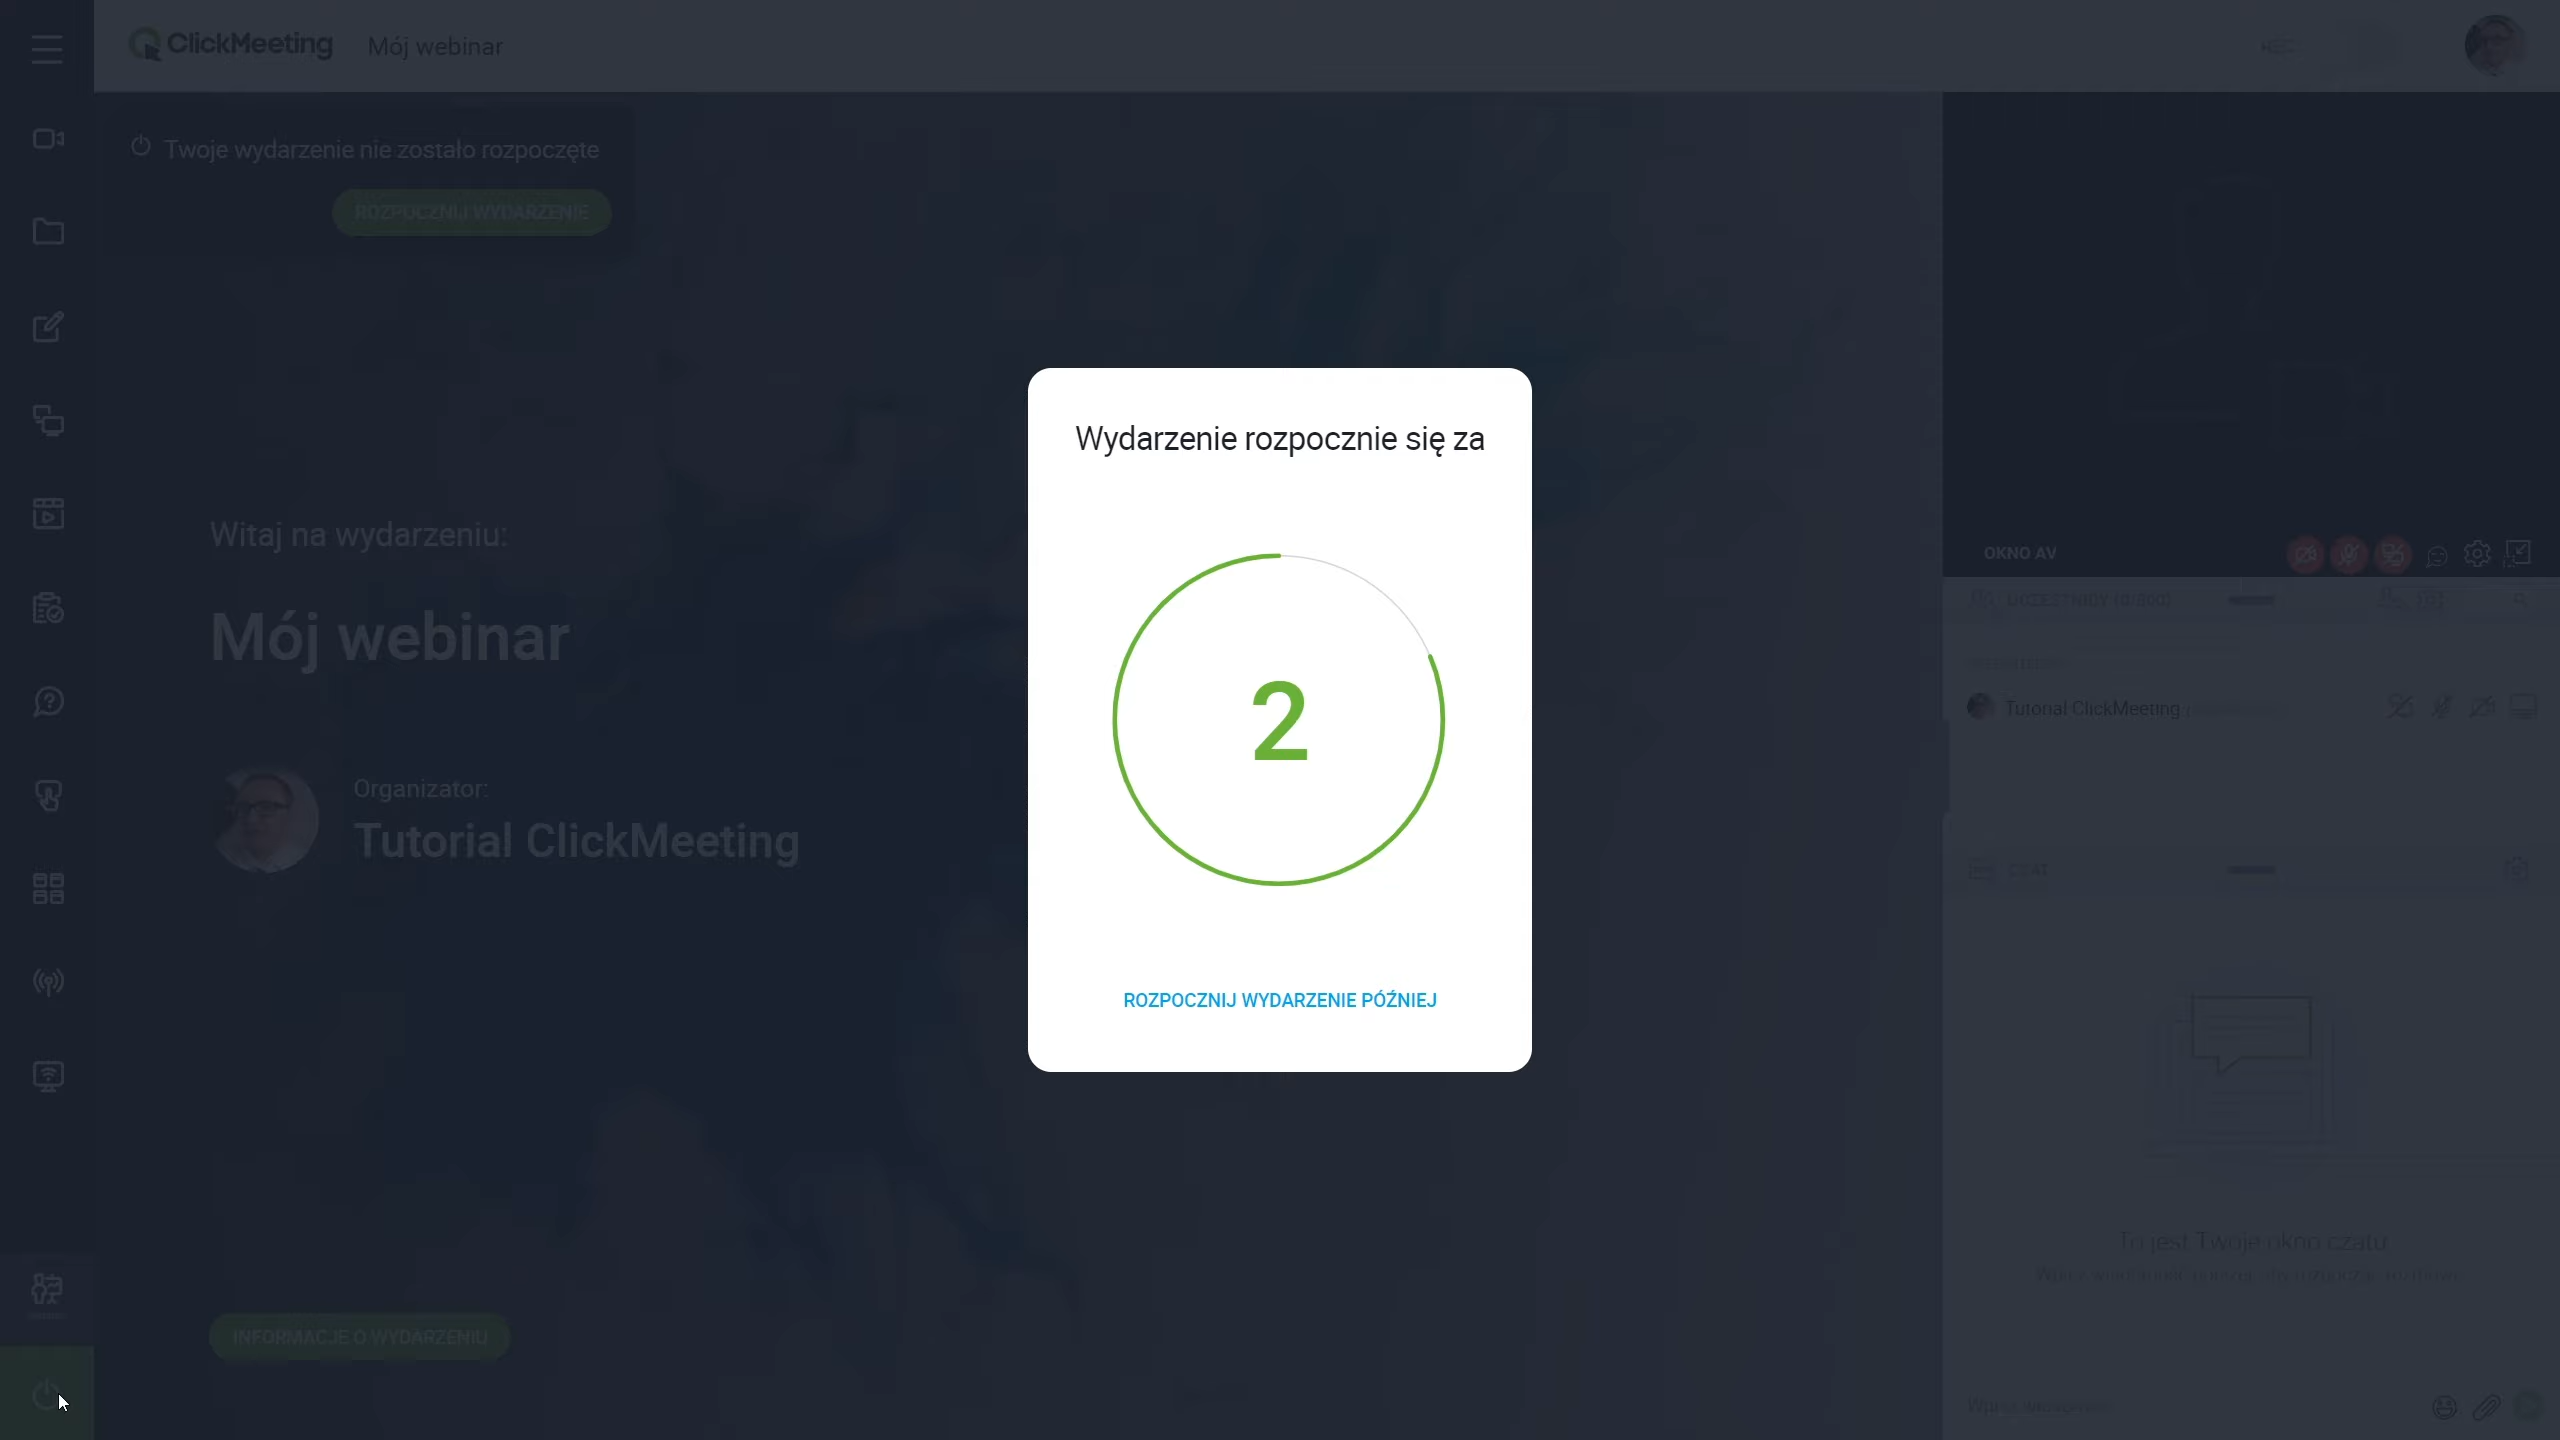 ClickMeeting
Mój webinar
REC
Twoje wydarzenie nie zostało rozpoczęte
ROZPOCZNIJ WYDARZENIE
Witaj na wydarzeniu:
Mój webinar
Organizator:
Tutorial ClickMeeting
INFORMACJE O WYDARZENIU
Wydarzenie rozpocznie się za
2
ROZPOCZNIJ WYDARZENIE PÓŹNIEJ
OKNO AV
UCZESTNICY
Tutorial ClickMeeting
CZAT
To jest Twoje okno czatu